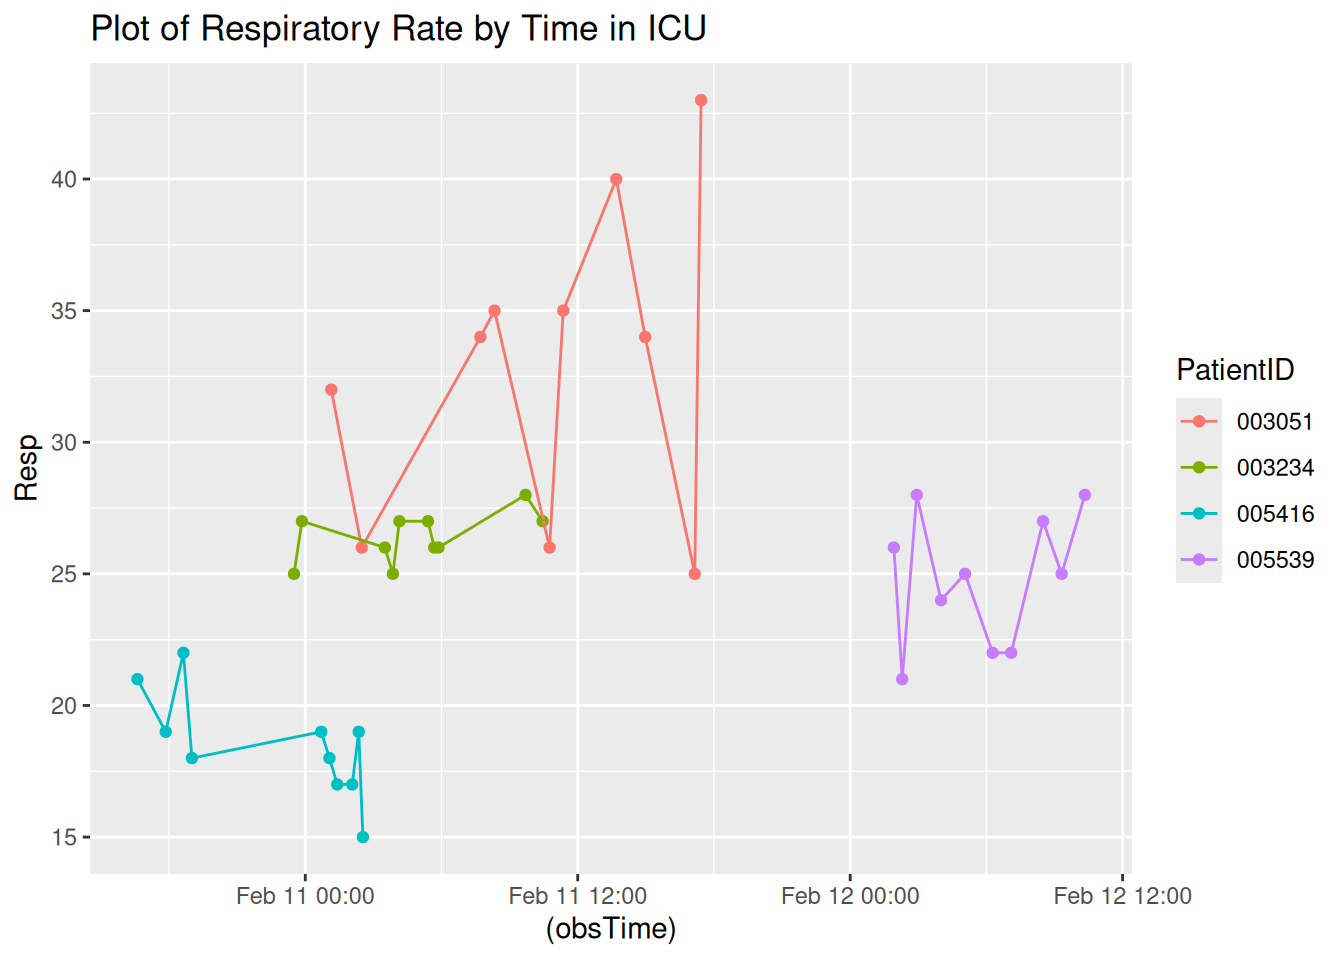 Plot of Respiratory Rate by Time in ICU
Resp
40
35
30
25
20
15
Feb 11 00:00
Feb 11 12:00
Feb 12 00:00
Feb 12 12:00
(obsTime)
PatientID
003051
003234
005416
005539